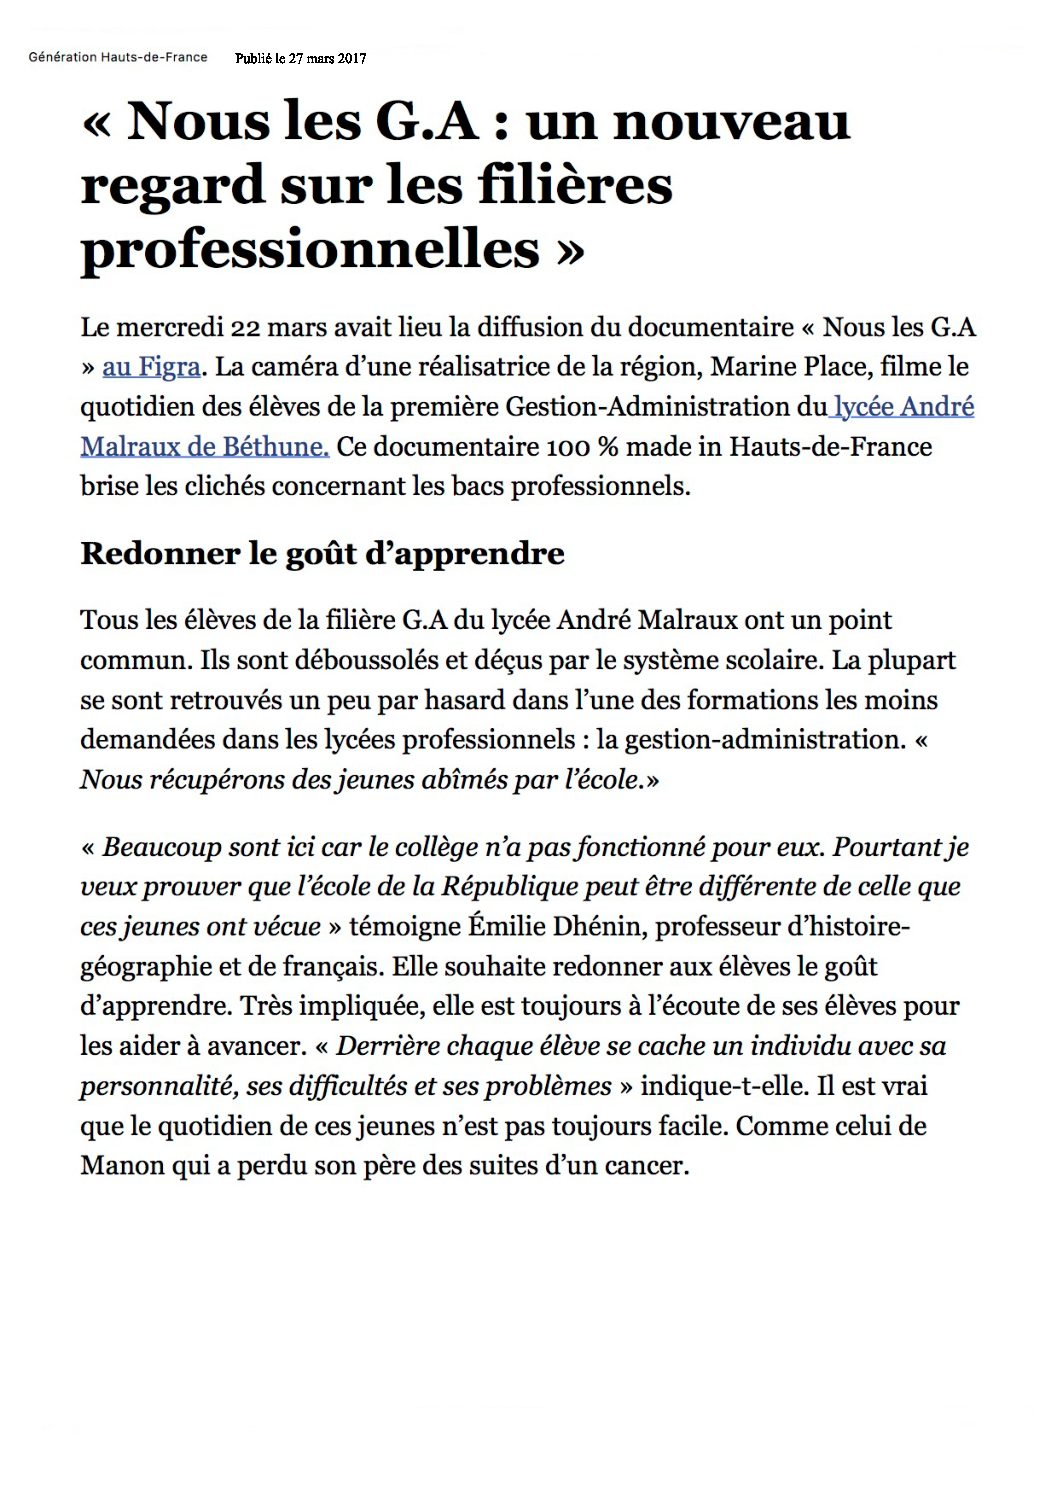 Génération Hauts-de-France Publié le 27 mars 2017
« Nous les G.A : un nouveau
regard sur les filières
professionnelles »
Le mercredi 22 mars avait lieu la diffusion du documentaire « Nous les G.A
» au Figra. La caméra d’une réalisatrice de la région, Marine Place, filme le
quotidien des élèves de la première Gestion-Administration du lycée André
Malraux de Béthune. Ce documentaire 100 % made in Hauts-de-France
brise les clichés concernant les bacs professionnels.
Redonner le goût d’apprendre
Tous les élèves de la filière G.A du lycée André Malraux ont un point
commun. Ils sont déboussolés et déçus par le système scolaire. La plupart
se sont retrouvés un peu par hasard dans l’une des formations les moins
demandées dans les lycées professionnels : la gestion-administration. «
Nous récupérons des jeunes abîmés par l’école.»
« Beaucoup sont ici car le collège n’a pas fonctionné pour eux. Pourtant je
veux prouver que l’école de la République peut être différente de celle que
ces jeunes ont vécue » témoigne Émilie Dhénin, professeur d’histoire-
géographie et de français. Elle souhaite redonner aux élèves le goût
d’apprendre. Très impliquée, elle est toujours à l’écoute de ses élèves pour
les aider à avancer. « Derrière chaque élève se cache un individu avec sa
personnalité, ses difficultés et ses problèmes » indique-t-elle. Il est vrai
que le quotidien de ces jeunes n’est pas toujours facile. Comme celui de
Manon qui a perdu son père des suites d’un cancer.